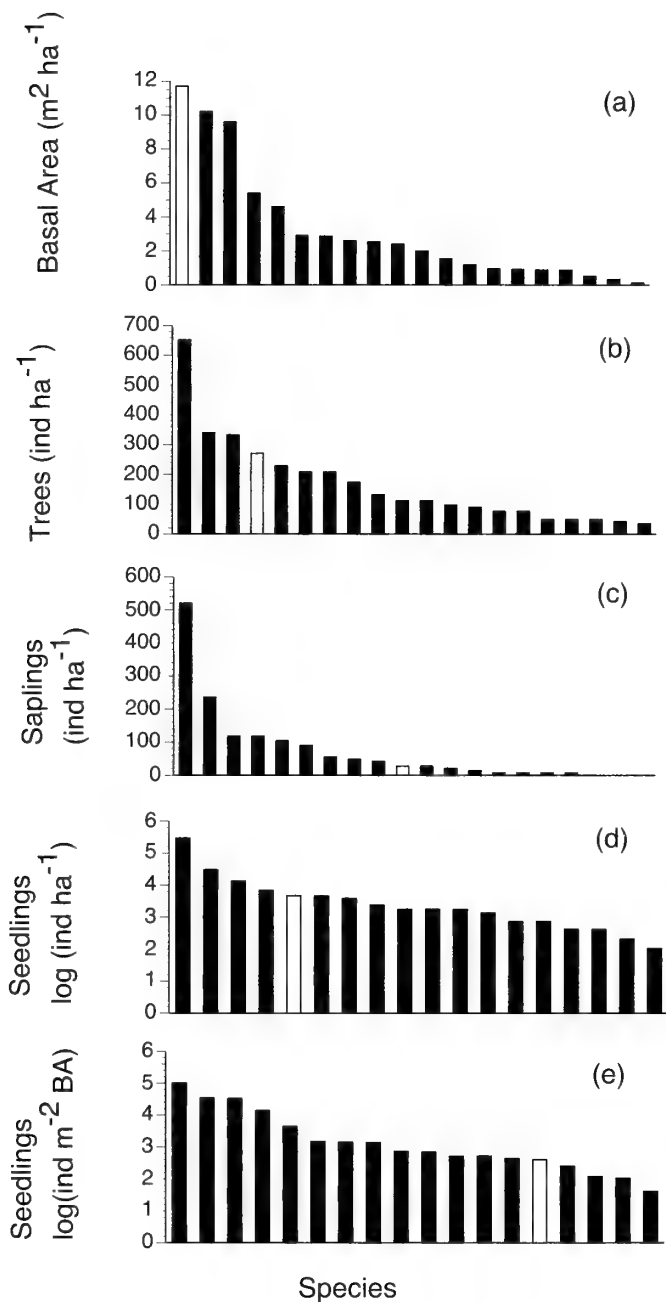 (a)
Basal Area (m² ha⁻¹)
12
10
8
6
4
2
0
(b)
Trees (ind ha⁻¹)
700
600
500
400
300
200
100
0
(c)
Saplings
(ind ha⁻¹)
600
500
400
300
200
100
0
(d)
Seedlings
log (ind ha⁻¹)
6
5
4
3
2
1
0
(e)
Seedlings
log(ind m⁻² BA)
6
5
4
3
2
1
0
Species